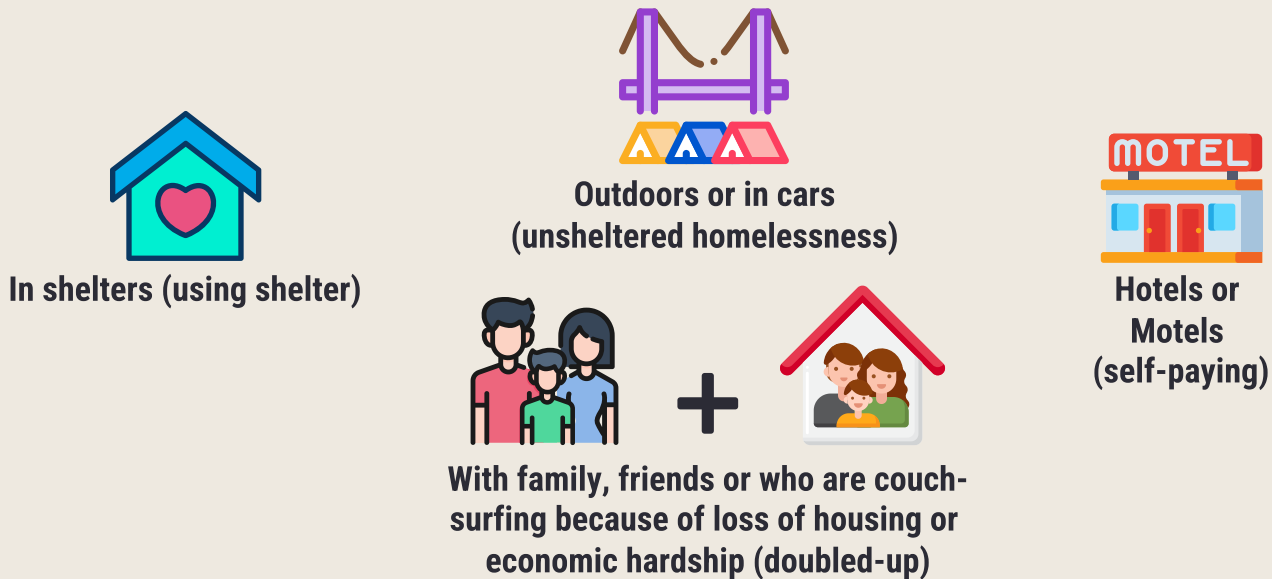 In shelters (using shelter)
Outdoors or in cars
(unsheltered homelessness)
MOTEL
Hotels or
Motels
(self-paying)
With family, friends or who are couch-
surfing because of loss of housing or
economic hardship (doubled-up)